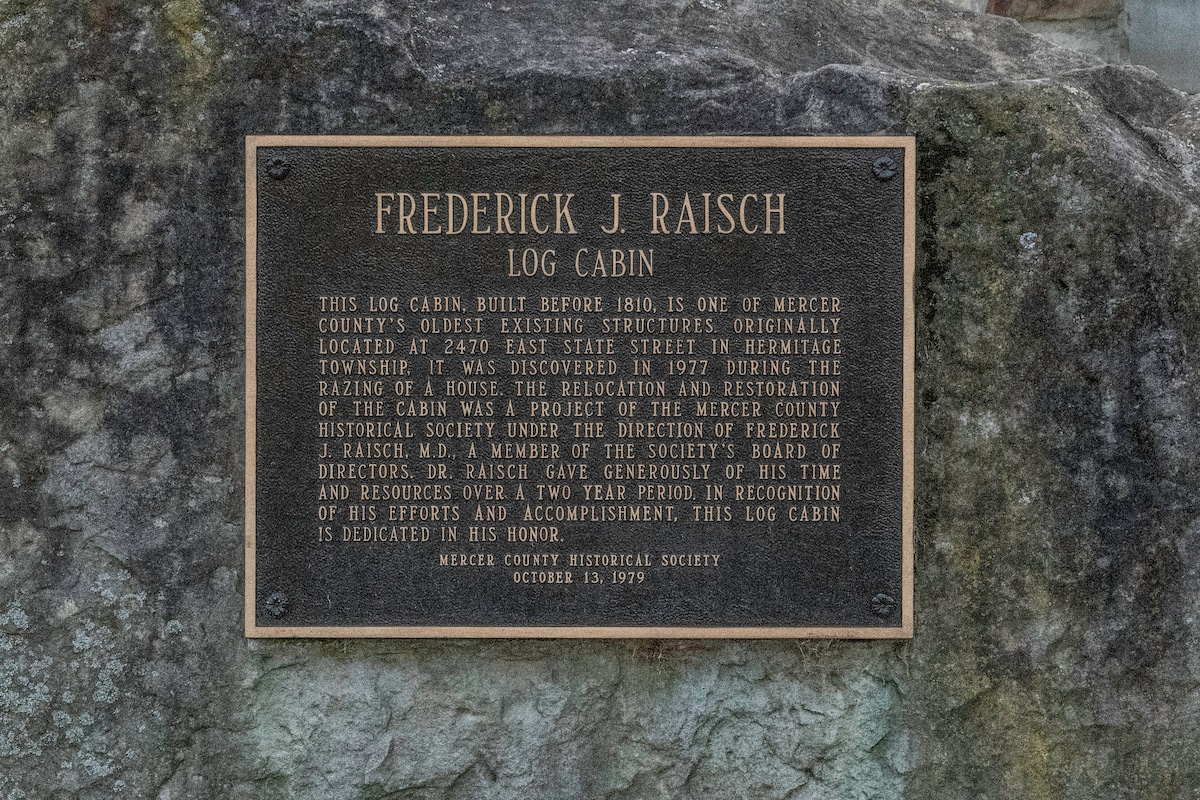 FREDERICK J. RAISCH
LOG CABIN
THIS LOG CABIN, BUILT BEFORE 1810, IS ONE OF MERCER
COUNTY'S OLDEST EXISTING STRUCTURES. ORIGINALLY
LOCATED AT 2470 EAST STATE STREET IN HERMITAGE
TOWNSHIP, IT WAS DISCOVERED IN 1977 DURING THE
RAZING OF A HOUSE. THE RELOCATION AND RESTORATION
OF THE CABIN WAS A PROJECT OF THE MERCER COUNTY
HISTORICAL SOCIETY UNDER THE DIRECTION OF FREDERICK
J. RAISCH, M.D., A MEMBER OF THE SOCIETY'S BOARD OF
DIRECTORS. DR. RAISCH GAVE GENEROUSLY OF HIS TIME
AND RESOURCES OVER A TWO YEAR PERIOD. IN RECOGNITION
OF HIS EFFORTS AND ACCOMPLISHMENT, THIS LOG CABIN
IS DEDICATED IN HIS HONOR.
MERCER COUNTY HISTORICAL SOCIETY
OCTOBER 13, 1979